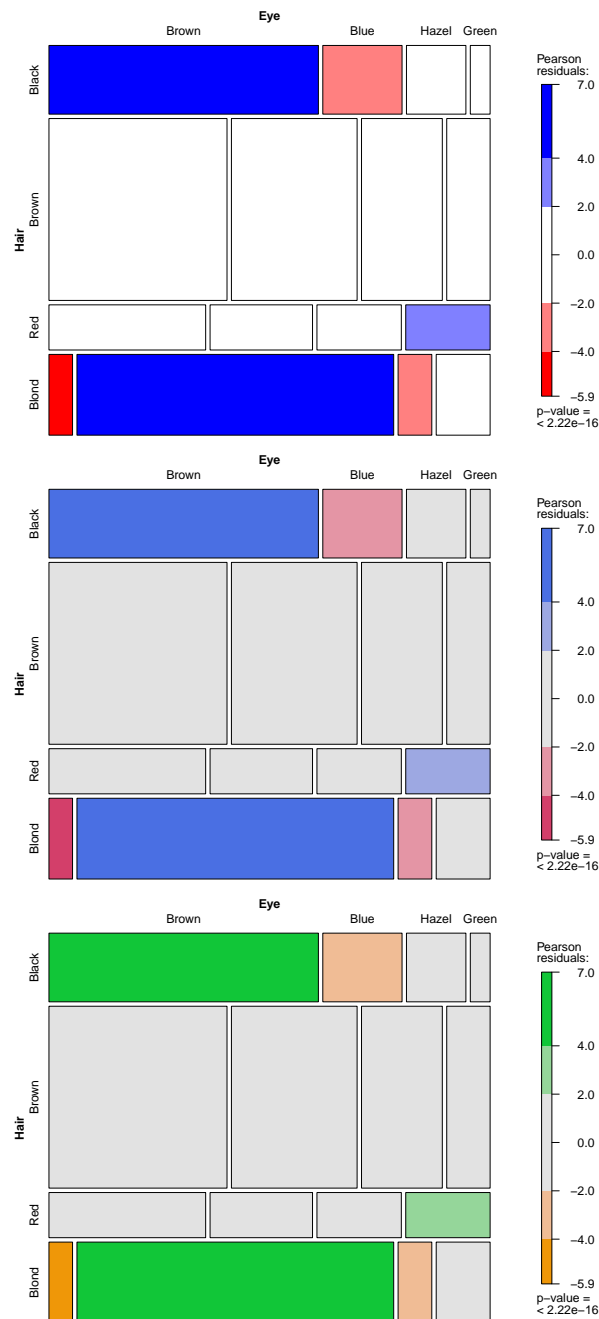 Eye
Brown Blue Hazel Green
Hair
Black
Brown
Red
Blond
Pearson
residuals:
7.0
4.0
2.0
0.0
−2.0
−4.0
−5.9
p−value =
< 2.22e−16
Eye
Brown Blue Hazel Green
Hair
Black
Brown
Red
Blond
Pearson
residuals:
7.0
4.0
2.0
0.0
−2.0
−4.0
−5.9
p−value =
< 2.22e−16
Eye
Brown Blue Hazel Green
Hair
Black
Brown
Red
Blond
Pearson
residuals:
7.0
4.0
2.0
0.0
−2.0
−4.0
−5.9
p−value =
< 2.22e−16